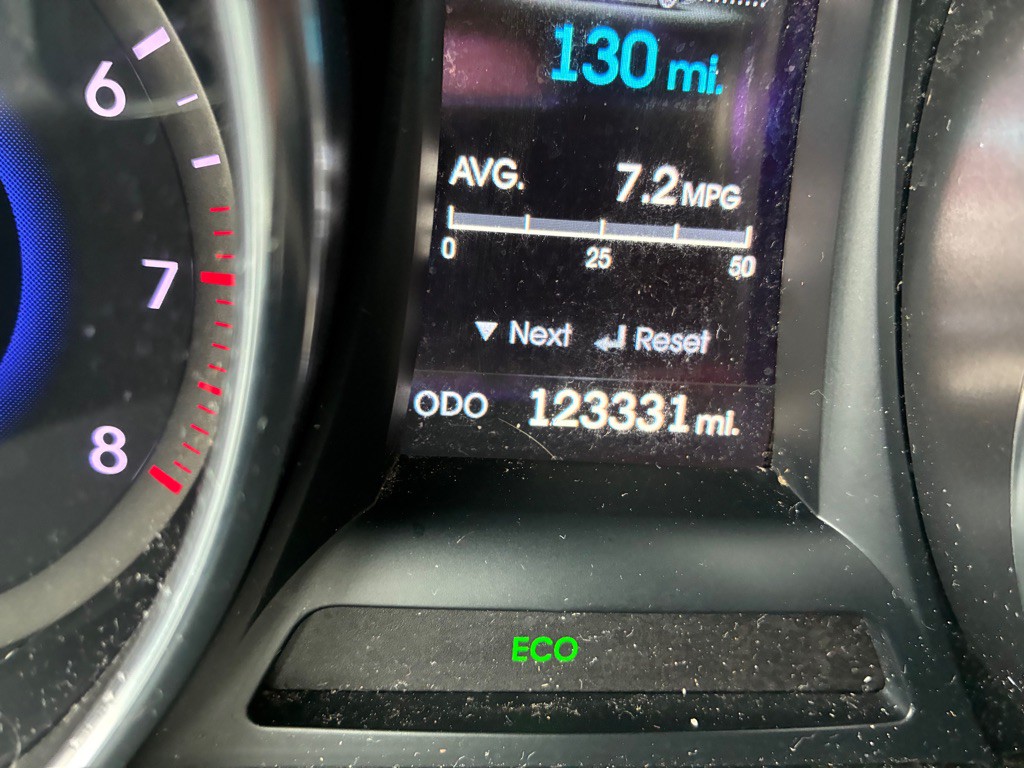 130 mi.
6
AVG. 7.2 MPG
0 25 50
7
▼ Next ↵ Reset
ODO 123331 mi.
8
ECO